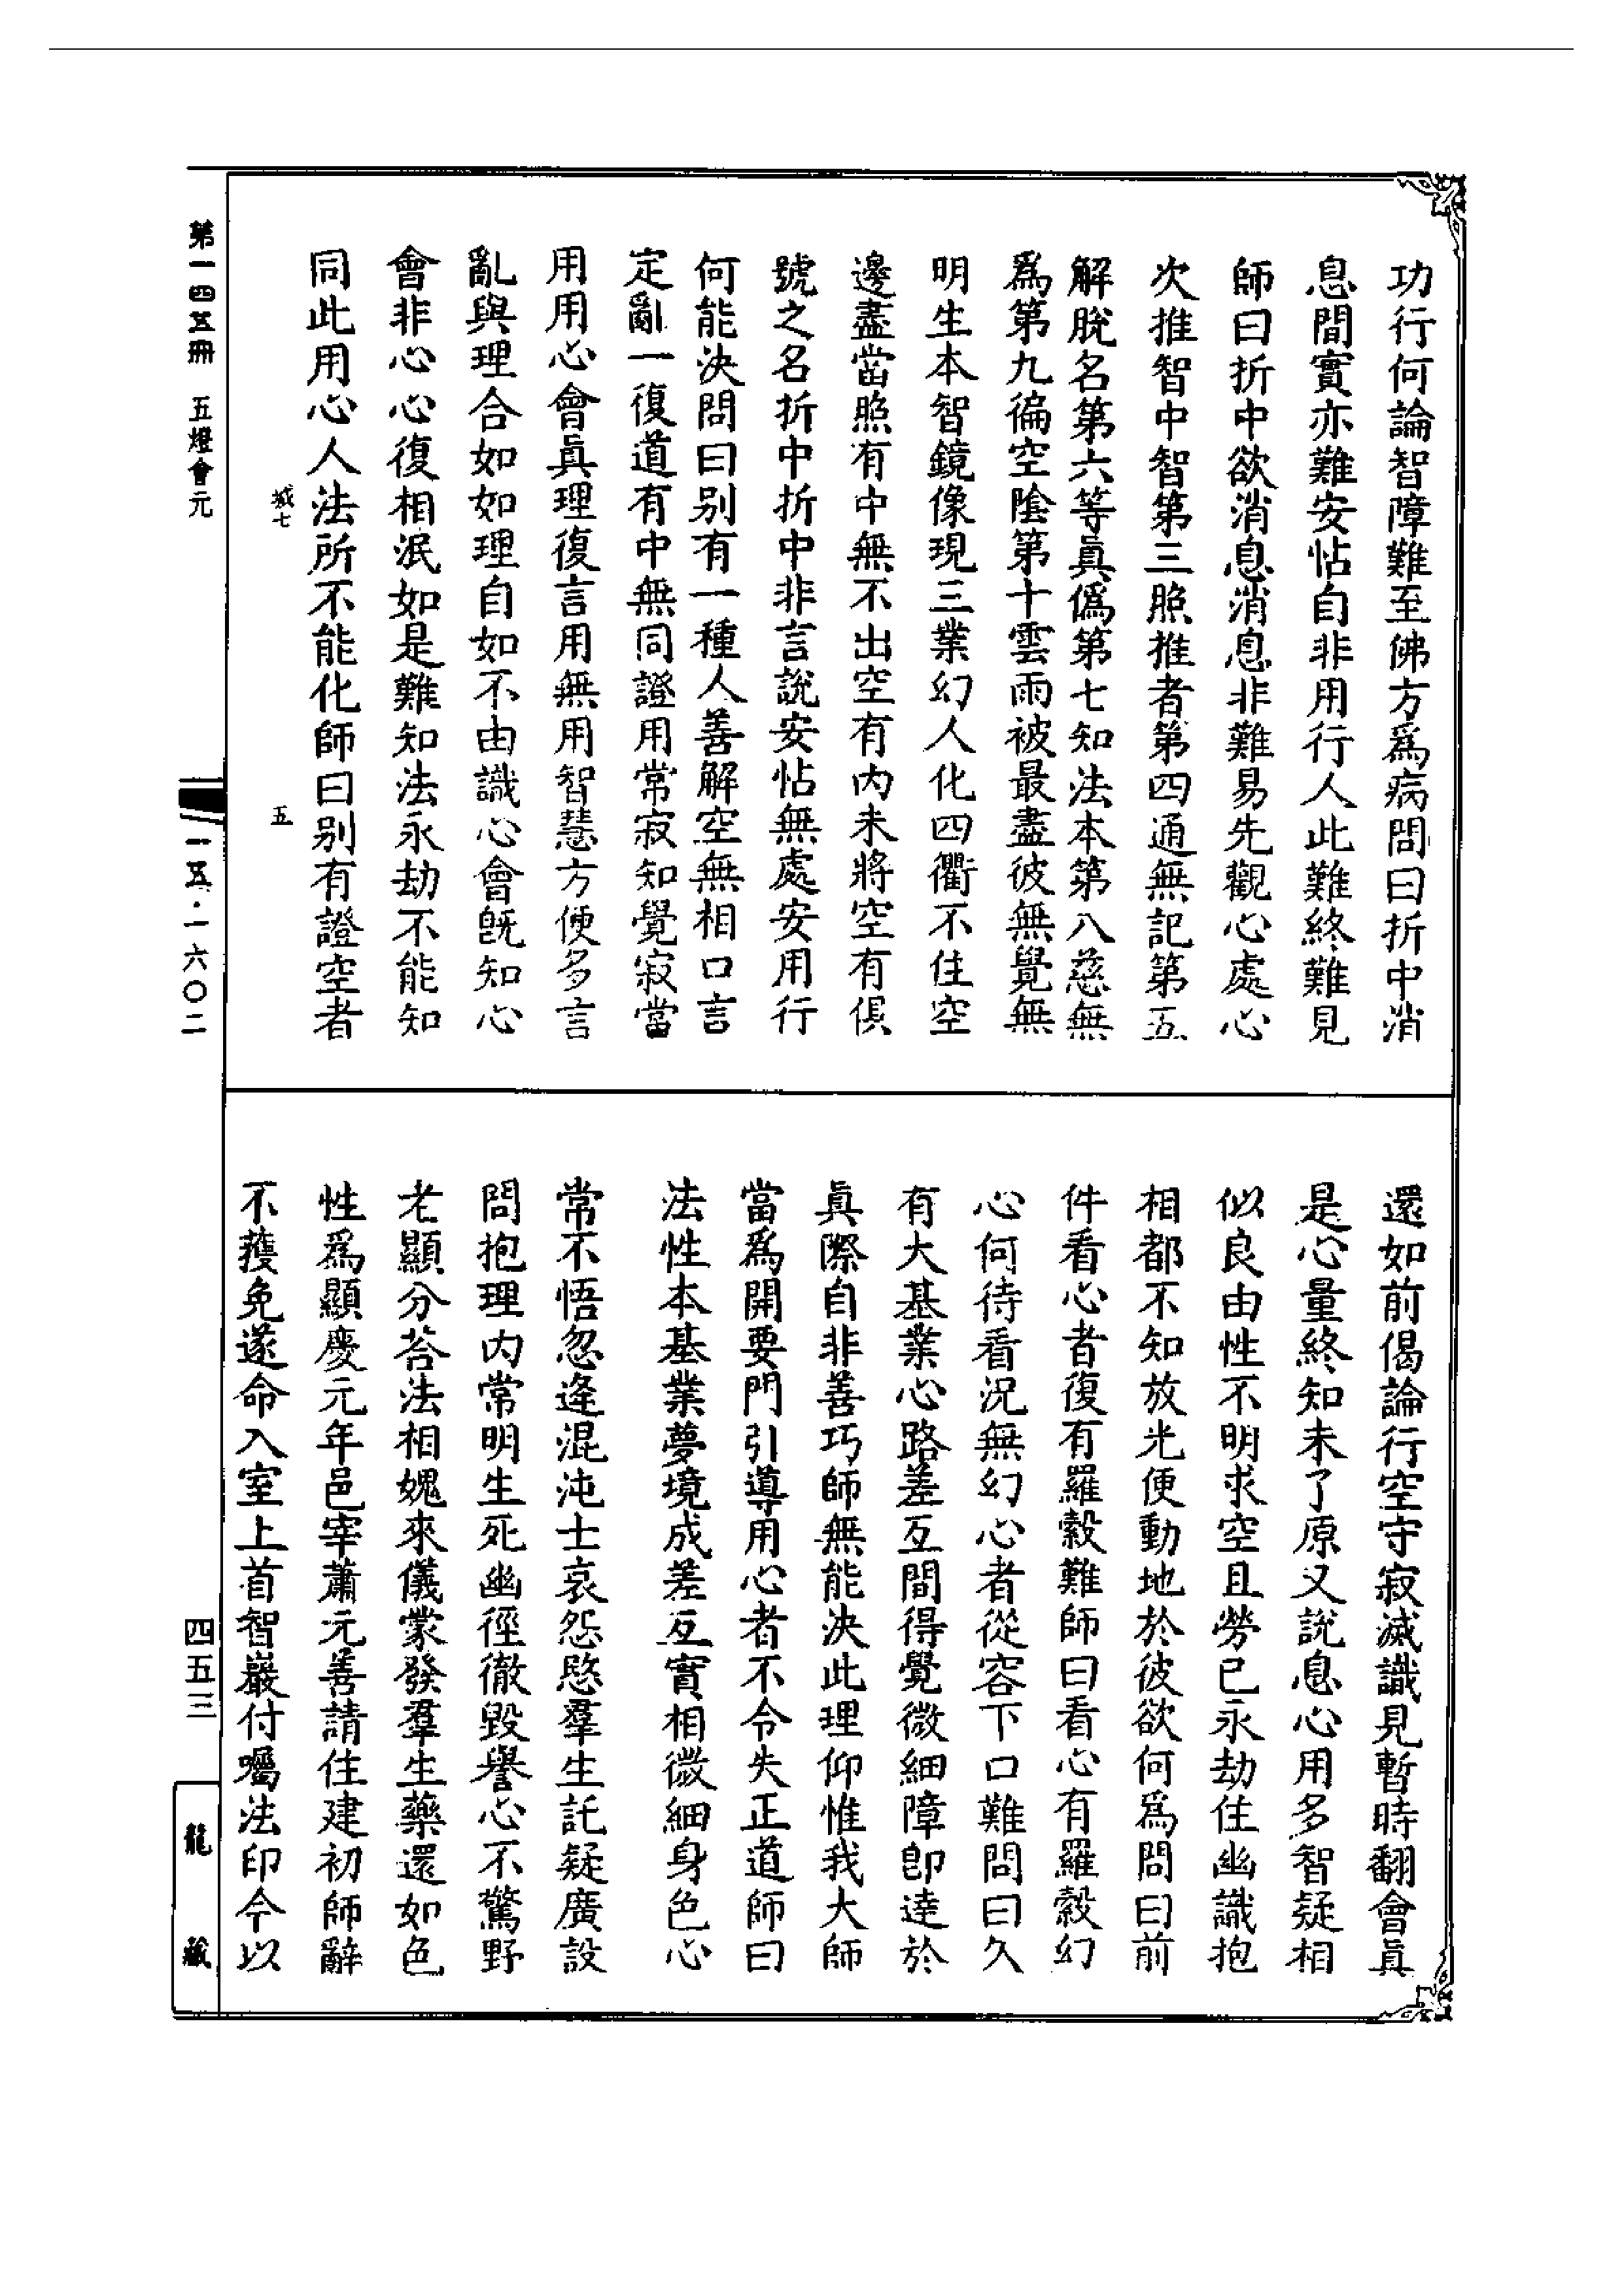 功行何論智障難至佛方爲病問曰折中消
息間實亦難安怗自非用行人此難終難見
師曰折中欲消息消息非難易先觀心處心
次推智中智第三照推者第四通無記第五
解脫名第六等眞僞第七知法本第八慈無
爲第九徧空陰第十雲雨被最盡彼無覺無
明生本智鏡像現三業幻人化四衢不住空
邊盡當照有中無不出空有內未將空有俱
號之名折中折中非言說安怗無處安用行
何能決問曰別有一種人善解空無相口言
定亂一復道有中無同證用常寂知覺寂當
用用心會眞理復言用無用智慧方便多言
亂與理合如如理自如不由識心會旣知心
會非心心復相泯如是難知法永劫不能知
同此用心人法所不能化師曰別有證空者
還如前偈論行空守寂滅識見暫時翻會眞
是心量終知未了原又說息心用多智疑相
似良由性不明求空且勞已永劫住幽識抱
相都不知放光便動地於彼欲何爲問曰前
件看心者復有羅縠難師曰看心有羅縠幻
心何待看況無幻心者從容下口難問曰久
有大基業心路差互間得覺微細障卽達於
眞際自非善巧師無能決此理仰惟我大師
當爲開要門引導用心者不令失正道師曰
法性本基業夢境成差互實相微細身色心
常不悟忽逢混沌士哀怨愍羣生託疑廣設
問抱理內常明生死幽徑徹毀譽心不驚野
老顯分荅法相媿來儀蒙發羣生藥還如色
性爲顯慶元年邑宰蕭元善請住建初師辭
不獲免遂命入室上首智巖付囑法印令以
第一四五冊　五燈會元
城七
五
一五·一六〇二
四五三
龍藏